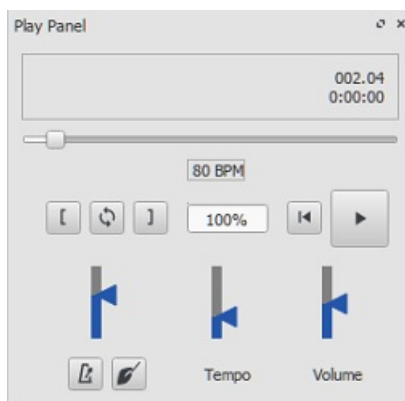 Play Panel
002.04
0:00:00
80 BPM
[ ]
100%
Tempo Volume